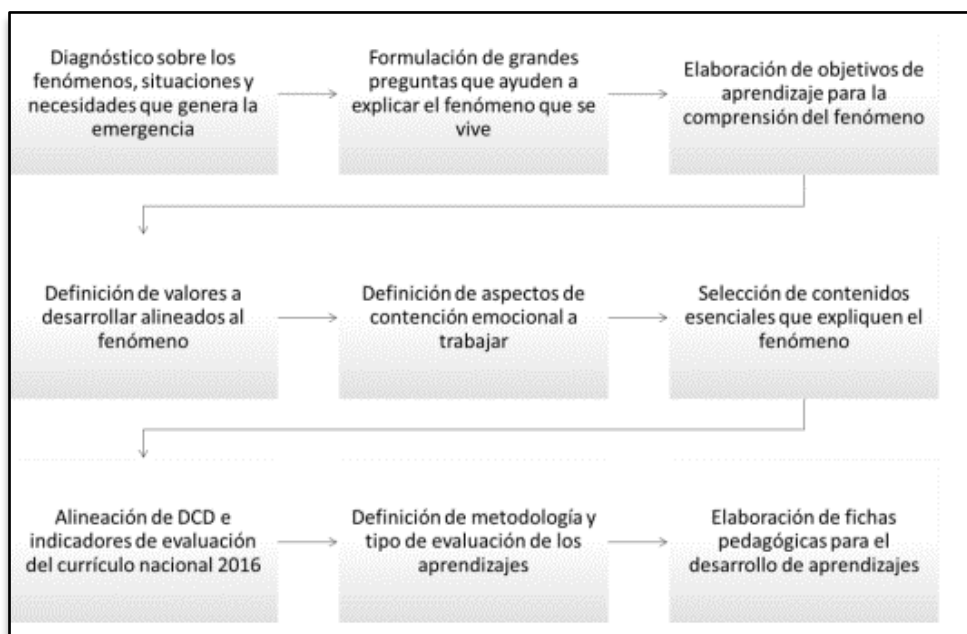 Diagnóstico sobre los
fenómenos, situaciones y
necesidades que genera la
emergencia
Formulación de grandes
preguntas que ayuden a
explicar el fenómeno que se
vive
Elaboración de objetivos de
aprendizaje para la
comprensión del fenómeno
Definición de valores a
desarrollar alineados al
fenómeno
Definición de aspectos de
contención emocional a
trabajar
Selección de contenidos
esenciales que expliquen el
fenómeno
Alineación de DCD e
indicadores de evaluación
del currículo nacional 2016
Definición de metodología y
tipo de evaluación de los
aprendizajes
Elaboración de fichas
pedagógicas para el
desarrollo de aprendizajes